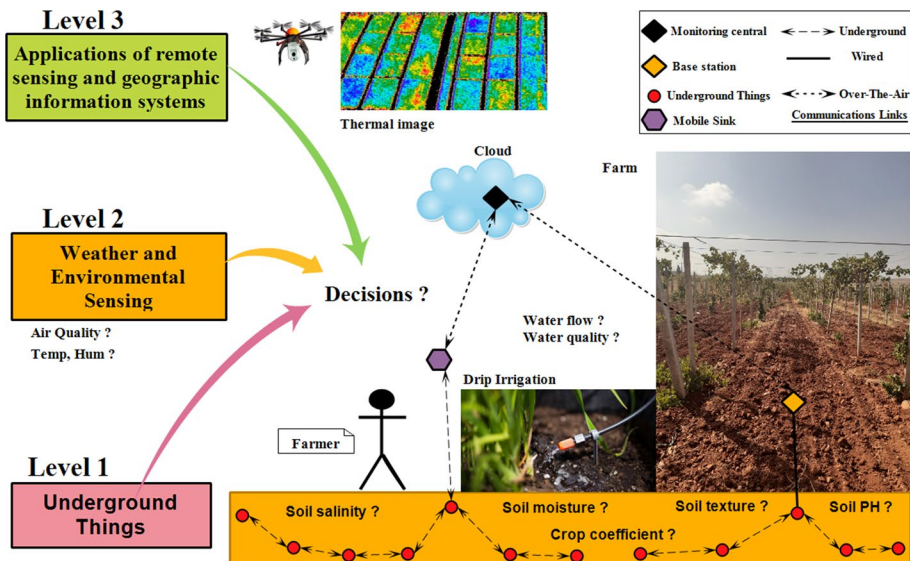 Level 3
Applications of remote
sensing and geographic
information systems
Thermal image
Monitoring central
Base station
Underground Things
Mobile Sink
Underground
Wired
Over-The-Air
Communications Links
Cloud
Farm
Level 2
Weather and
Environmental
Sensing
Air Quality ?
Temp, Hum ?
Decisions ?
Water flow ?
Water quality ?
Drip Irrigation
Farmer
Level 1
Underground
Things
Soil salinity ?
Soil moisture ?
Soil texture ?
Soil PH ?
Crop coefficient ?